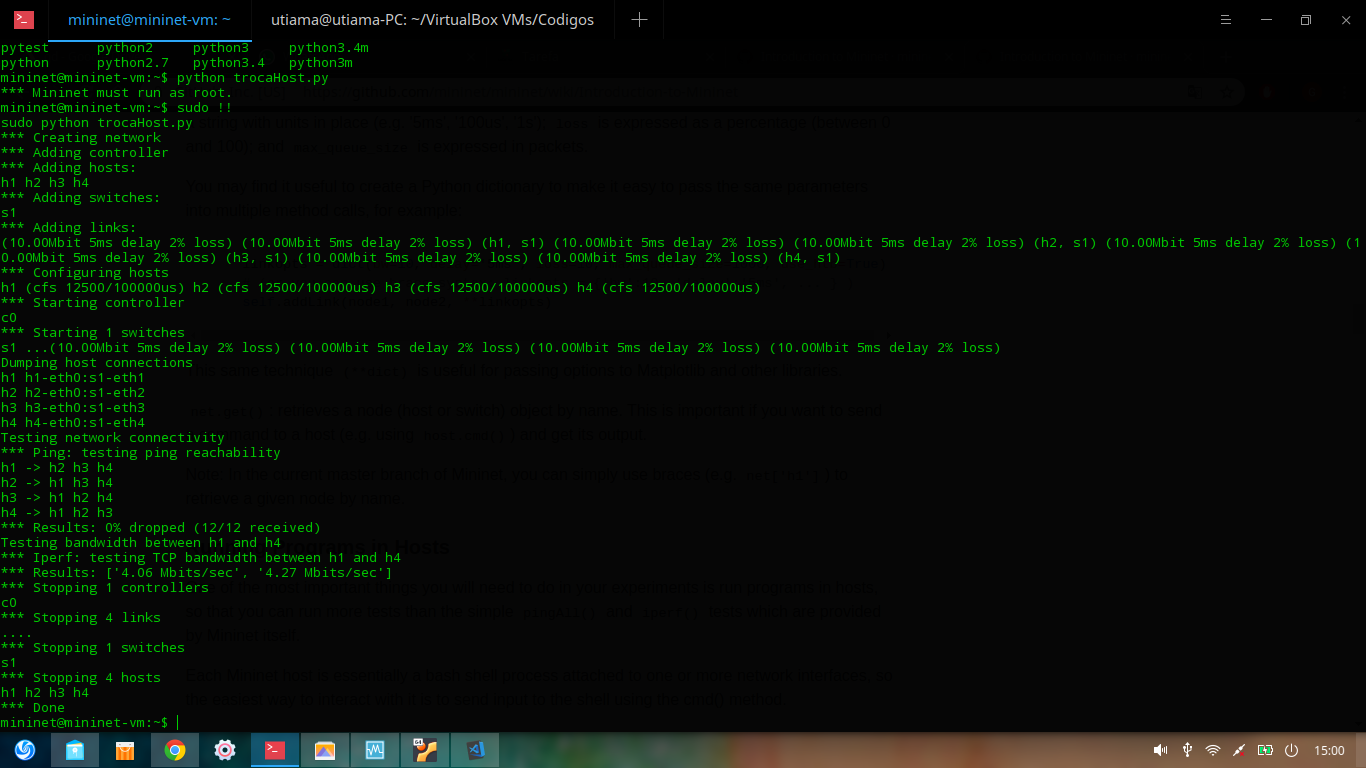 mininet@mininet-vm: ~
utiama@utiama-PC: ~/VirtualBox VMs/Codigos
pytest python2 python3 python3.4m
python python2.7 python3.4 python3m
mininet@mininet-vm:~$ python trocaHost.py
*** Mininet must run as root.
mininet@mininet-vm:~$ sudo !!
sudo python trocaHost.py
*** Creating network
*** Adding controller
*** Adding hosts:
h1 h2 h3 h4
*** Adding switches:
s1
*** Adding links:
(10.00Mbit 5ms delay 2% loss) (10.00Mbit 5ms delay 2% loss) (h1, s1) (10.00Mbit 5ms delay 2% loss) (10.00Mbit 5ms delay 2% loss) (h2, s1) (10.00Mbit 5ms delay 2% loss) (1
0.00Mbit 5ms delay 2% loss) (h3, s1) (10.00Mbit 5ms delay 2% loss) (10.00Mbit 5ms delay 2% loss) (h4, s1)
*** Configuring hosts
h1 (cfs 12500/100000us) h2 (cfs 12500/100000us) h3 (cfs 12500/100000us) h4 (cfs 12500/100000us)
*** Starting controller
c0
*** Starting 1 switches
s1 ...(10.00Mbit 5ms delay 2% loss) (10.00Mbit 5ms delay 2% loss) (10.00Mbit 5ms delay 2% loss) (10.00Mbit 5ms delay 2% loss)
Dumping host connections
h1 h1-eth0:s1-eth1
h2 h2-eth0:s1-eth2
h3 h3-eth0:s1-eth3
h4 h4-eth0:s1-eth4
Testing network connectivity
*** Ping: testing ping reachability
h1 -> h2 h3 h4
h2 -> h1 h3 h4
h3 -> h1 h2 h4
h4 -> h1 h2 h3
*** Results: 0% dropped (12/12 received)
Testing bandwidth between h1 and h4
*** Iperf: testing TCP bandwidth between h1 and h4
*** Results: ['4.06 Mbits/sec', '4.27 Mbits/sec']
*** Stopping 1 controllers
c0
*** Stopping 4 links
....
*** Stopping 1 switches
s1
*** Stopping 4 hosts
h1 h2 h3 h4
*** Done
mininet@mininet-vm:~$
64
15:00